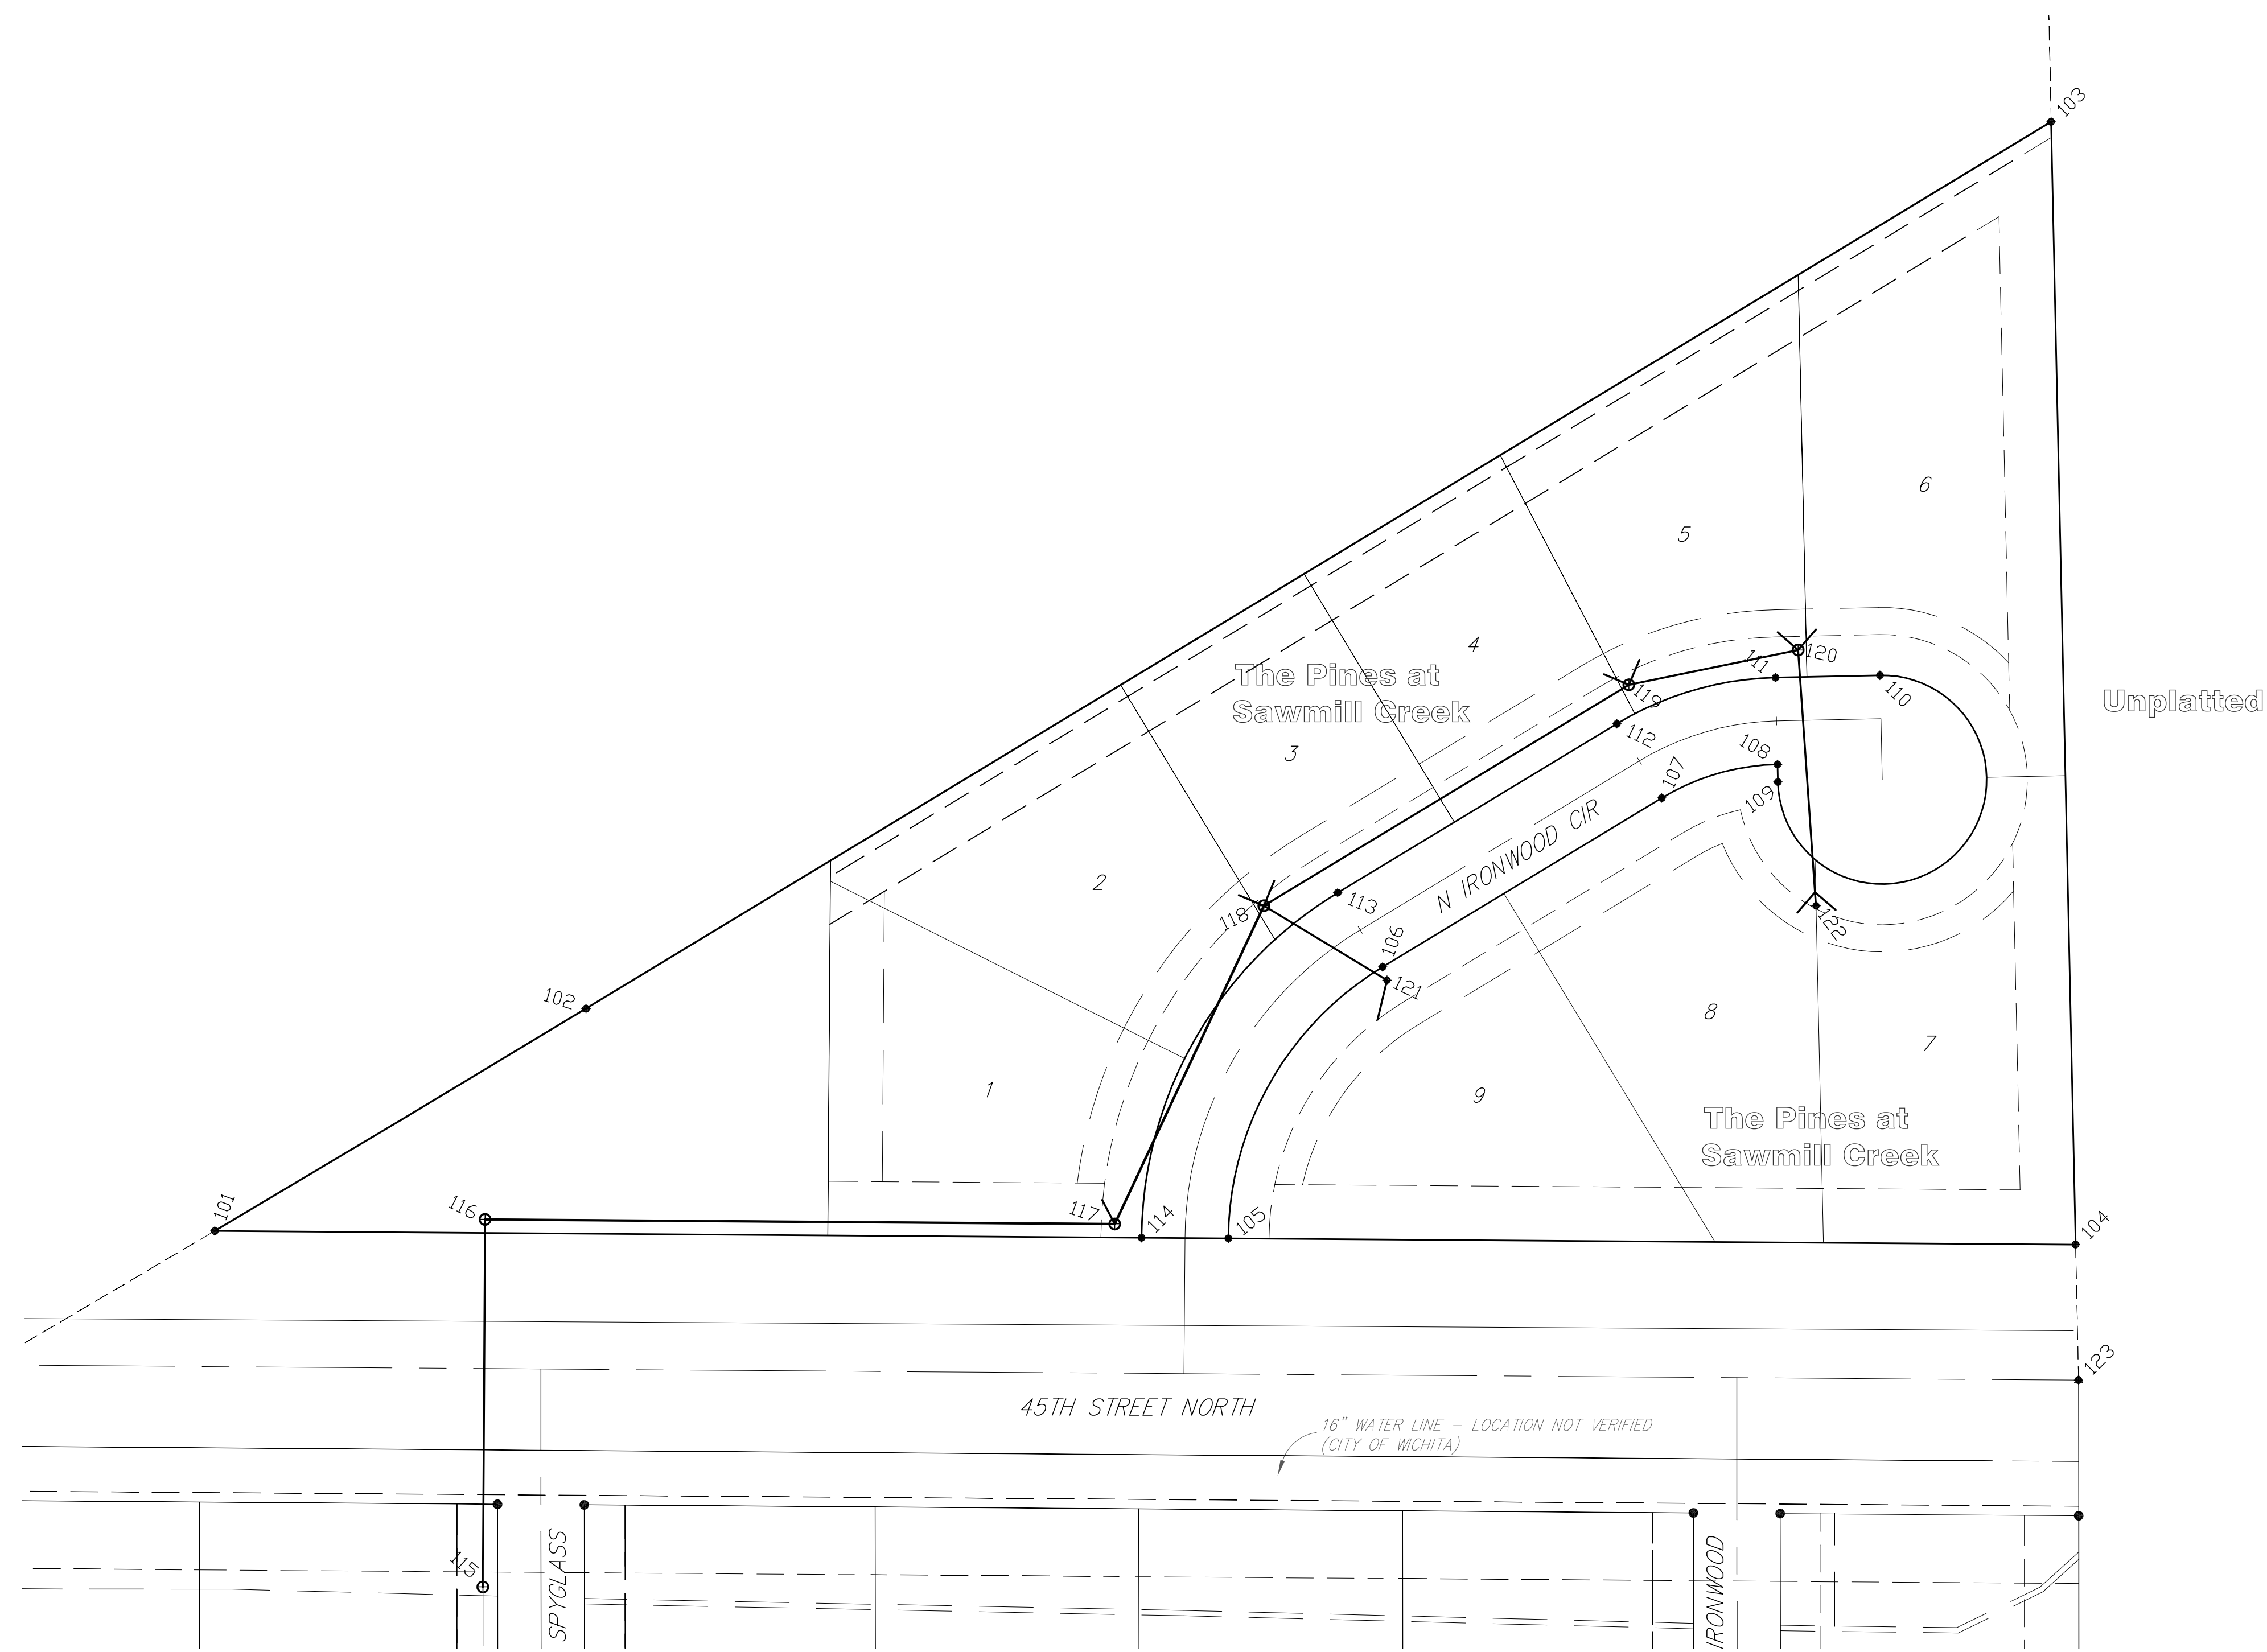 103
6
5
4
The Pines at
Sawmill Creek
3
111
120
119
110
Unplatted
112
108
107
109
N IRONWOOD CIR
2
113
118
106
122
121
102
8
7
1
9
The Pines at
Sawmill Creek
101
116
117
114
105
104
123
45TH STREET NORTH
16" WATER LINE – LOCATION NOT VERIFIED
(CITY OF WICHITA)
115
SPYGLASS
IRONWOOD